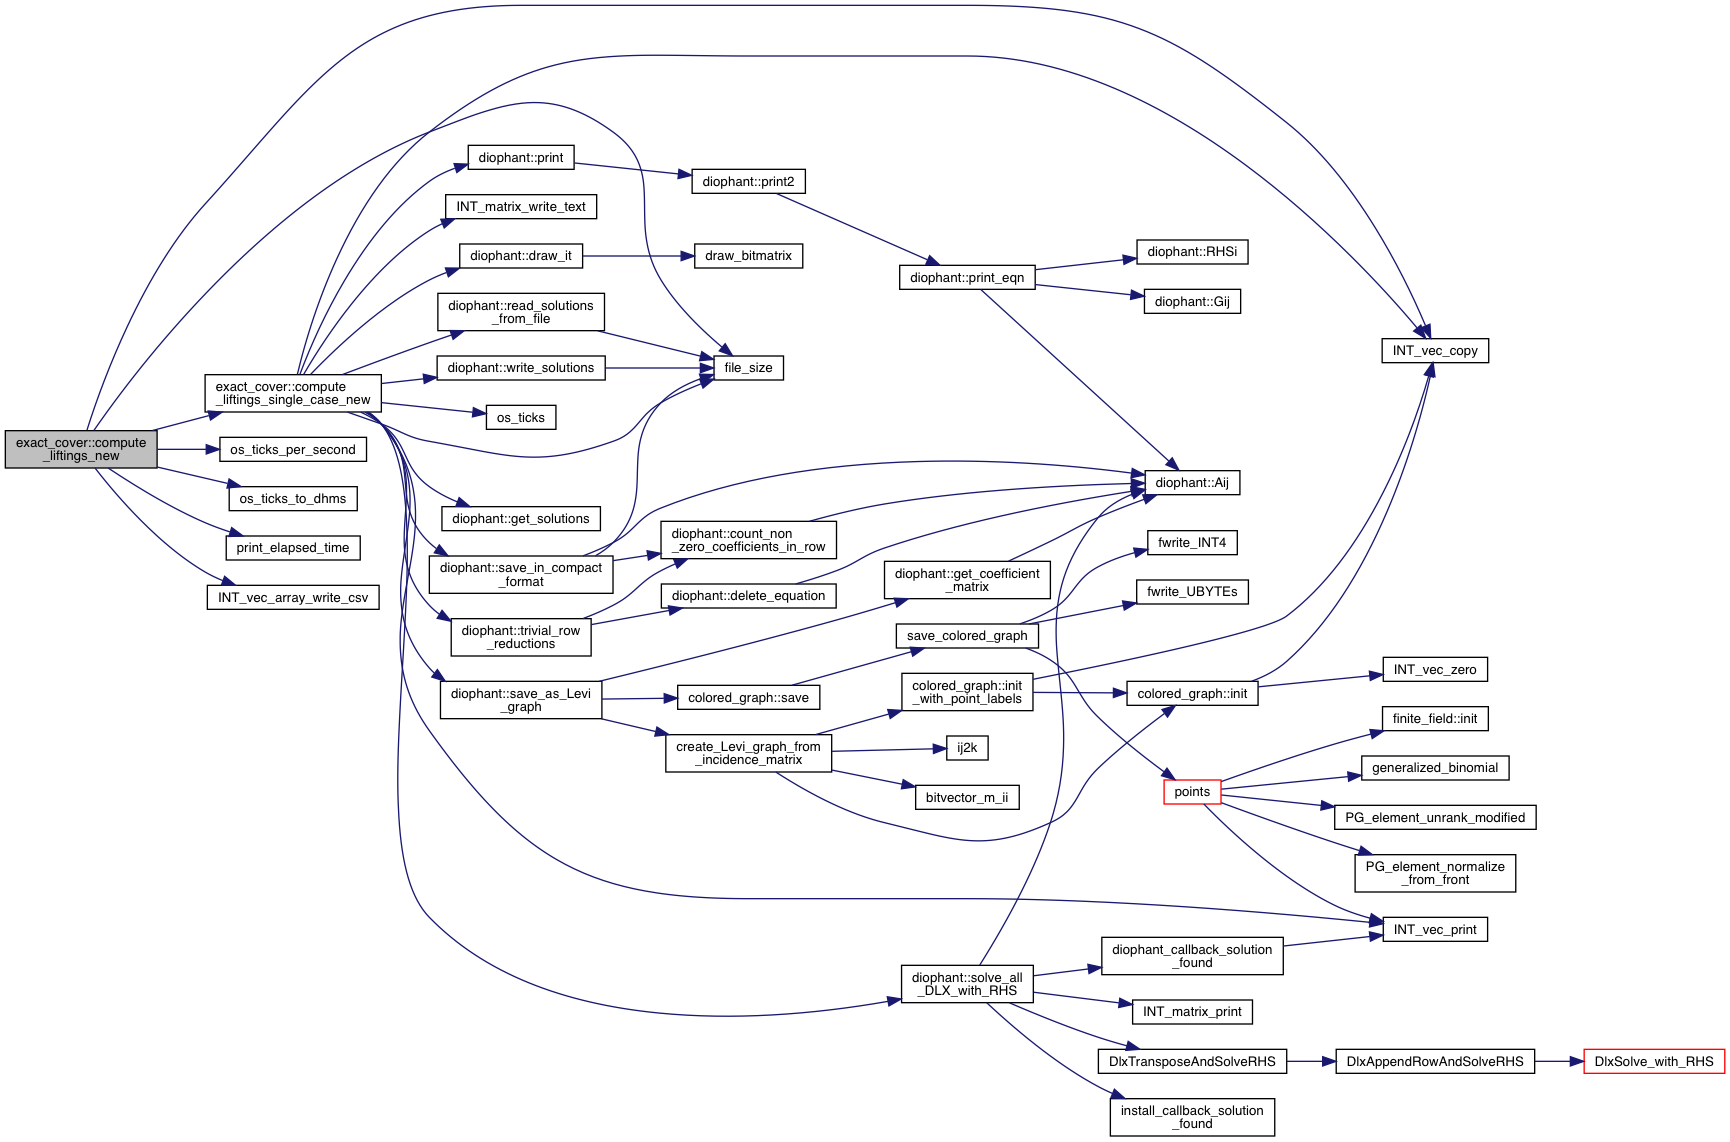 exact_cover::compute
_liftings_new
exact_cover::compute
_liftings_single_case_new
os_ticks_per_second
os_ticks_to_dhms
print_elapsed_time
INT_vec_array_write_csv
diophant::print
INT_matrix_write_text
diophant::draw_it
diophant::read_solutions
_from_file
diophant::write_solutions
os_ticks
diophant::get_solutions
diophant::save_in_compact
_format
diophant::trivial_row
_reductions
diophant::save_as_Levi
_graph
diophant::print2
draw_bitmatrix
file_size
diophant::count_non
_zero_coefficients_in_row
diophant::delete_equation
colored_graph::save
create_Levi_graph_from
_incidence_matrix
diophant::print_eqn
diophant::get_coefficient
_matrix
save_colored_graph
colored_graph::init
_with_point_labels
ij2k
bitvector_m_ii
diophant::solve_all
_DLX_with_RHS
diophant::RHSi
diophant::Gij
diophant::Aij
fwrite_INT4
fwrite_UBYTEs
colored_graph::init
points
diophant_callback_solution
_found
INT_matrix_print
DlxTransposeAndSolveRHS
install_callback_solution
_found
INT_vec_copy
INT_vec_zero
finite_field::init
generalized_binomial
PG_element_unrank_modified
PG_element_normalize
_from_front
INT_vec_print
DlxAppendRowAndSolveRHS
DlxSolve_with_RHS